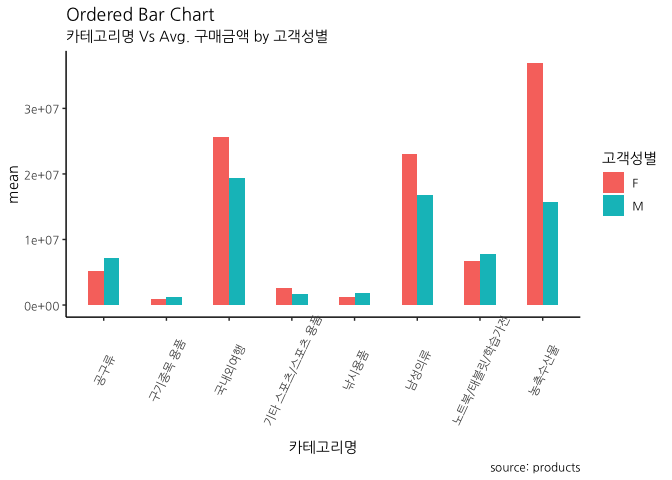 Ordered Bar Chart
카테고리명 Vs Avg. 구매금액 by 고객성별
mean
3e+07
2e+07
1e+07
0e+00
고객성별
F
M
공구류
구기종목 용품
국내외여행
기타 스포츠/스포츠 용품
낚시용품
남성의류
노트북/태블릿/학습가전
농축수산물
카테고리명
source: products